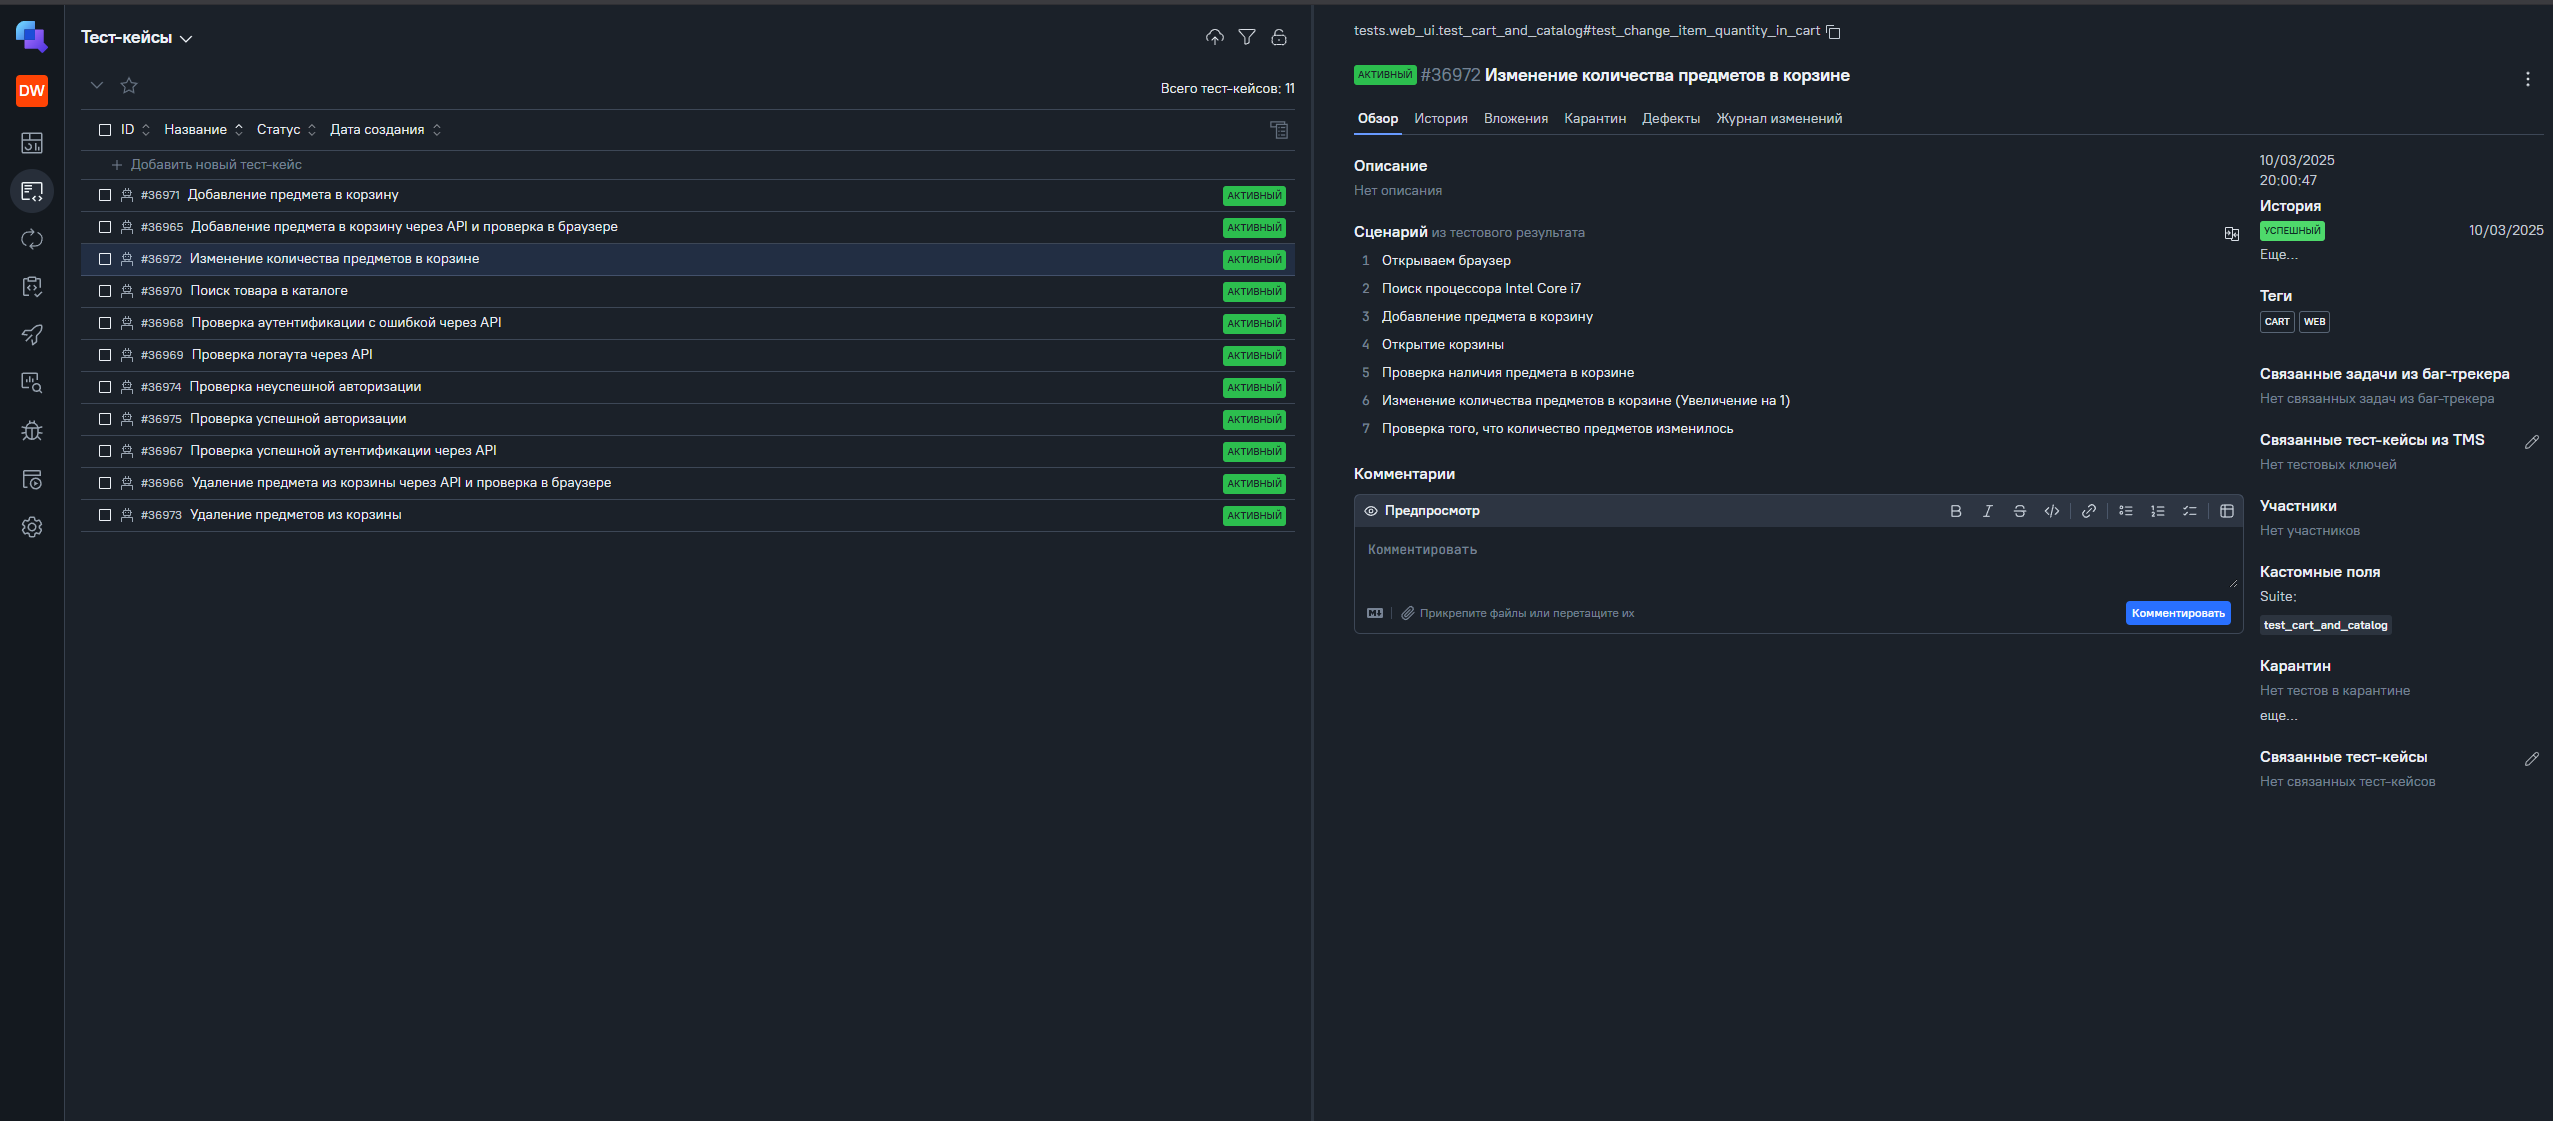 DW
Тест-кейсы
Всего тест-кейсов: 11
ID Название Статус Дата создания
Добавить новый тест-кейс
#36971 Добавление предмета в корзину АКТИВНЫЙ
#36965 Добавление предмета в корзину через API и проверка в браузере АКТИВНЫЙ
#36972 Изменение количества предметов в корзине АКТИВНЫЙ
#36970 Поиск товара в каталоге АКТИВНЫЙ
#36968 Проверка аутентификации с ошибкой через API АКТИВНЫЙ
#36969 Проверка логаута через API АКТИВНЫЙ
#36974 Проверка неуспешной авторизации АКТИВНЫЙ
#36975 Проверка успешной авторизации АКТИВНЫЙ
#36967 Проверка успешной аутентификации через API АКТИВНЫЙ
#36966 Удаление предмета из корзины через API и проверка в браузере АКТИВНЫЙ
#36973 Удаление предметов из корзины АКТИВНЫЙ
tests.web_ui.test_cart_and_catalog#test_change_item_quantity_in_cart
АКТИВНЫЙ #36972 Изменение количества предметов в корзине
Обзор История Вложения Карантин Дефекты Журнал изменений
Описание
Нет описания
Сценарий из тестового результата
1 Открываем браузер
2 Поиск процессора Intel Core i7
3 Добавление предмета в корзину
4 Открытие корзины
5 Проверка наличия предмета в корзине
6 Изменение количества предметов в корзине (Увеличение на 1)
7 Проверка того, что количество предметов изменилось
Комментарии
Предпросмотр
Комментировать
Прикрепите файлы или перетащите их
Комментировать
10/03/2025
20:00:47
История
УСПЕШНЫЙ 10/03/2025
Еще...
Теги
CART WEB
Связанные задачи из баг-трекера
Нет связанных задач из баг-трекера
Связанные тест-кейсы из TMS
Нет тестовых ключей
Участники
Нет участников
Кастомные поля
Suite:
test_cart_and_catalog
Карантин
Нет тестов в карантине
еще...
Связанные тест-кейсы
Нет связанных тест-кейсов